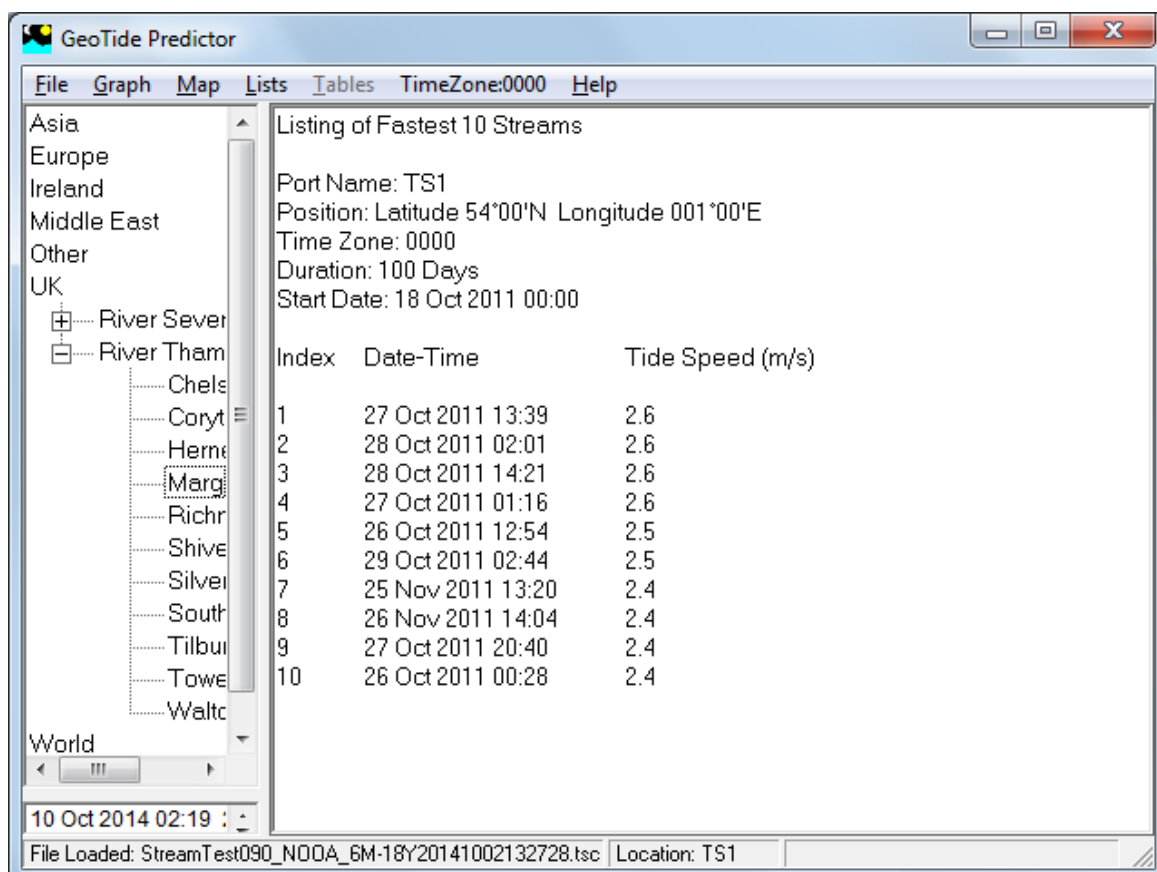 GeoTide Predictor
File Graph Map Lists Tables TimeZone:0000 Help
Asia
Europe
Ireland
Middle East
Other
UK
River Sever
River Tham
Chels
Coryt
Herne
Marg
Richr
Shive
Silver
South
Tilbur
Towe
Walto
World
10 Oct 2014 02:19
Listing of Fastest 10 Streams
Port Name: TS1
Position: Latitude 54°00'N Longitude 001°00'E
Time Zone: 0000
Duration: 100 Days
Start Date: 18 Oct 2011 00:00
Index Date-Time Tide Speed (m/s)
1 27 Oct 2011 13:39 2.6
2 28 Oct 2011 02:01 2.6
3 28 Oct 2011 14:21 2.6
4 27 Oct 2011 01:16 2.6
5 26 Oct 2011 12:54 2.5
6 29 Oct 2011 02:44 2.5
7 25 Nov 2011 13:20 2.4
8 26 Nov 2011 14:04 2.4
9 27 Oct 2011 20:40 2.4
10 26 Oct 2011 00:28 2.4
File Loaded: StreamTest090_NOOA_6M-18Y20141002132728.tsc Location: TS1